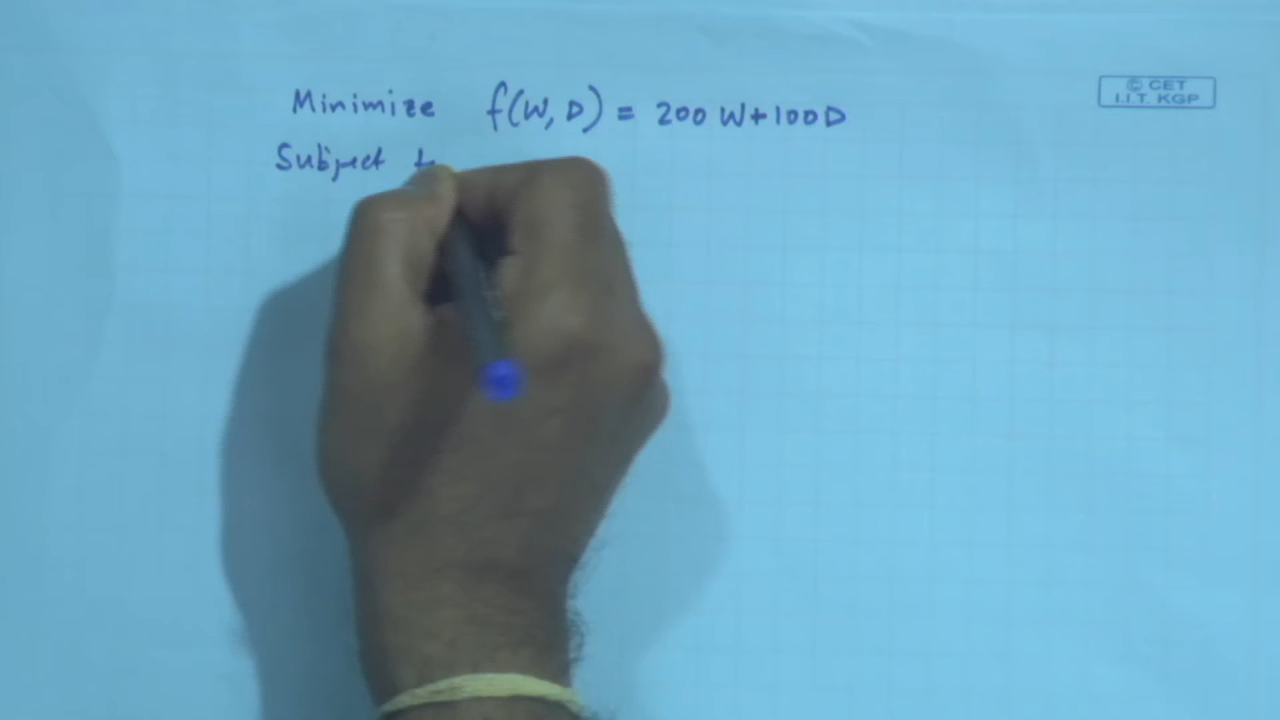 Minimize f(W, D) = 200 W + 100 D
© CET
I.I.T. KGP
Subject